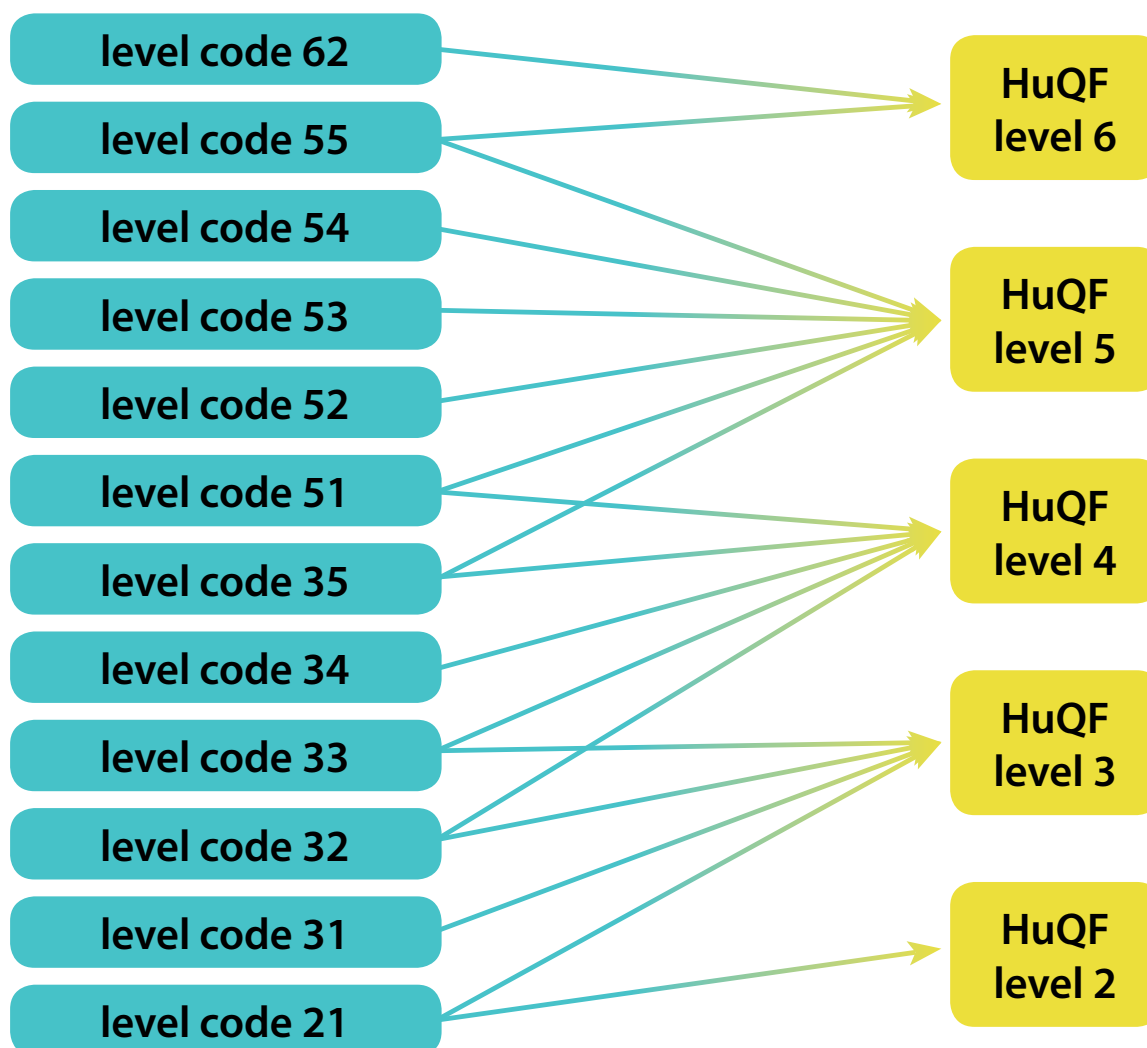 level code 62
level code 55
level code 54
level code 53
level code 52
level code 51
level code 35
level code 34
level code 33
level code 32
level code 31
level code 21
HuQF
level 6
HuQF
level 5
HuQF
level 4
HuQF
level 3
HuQF
level 2